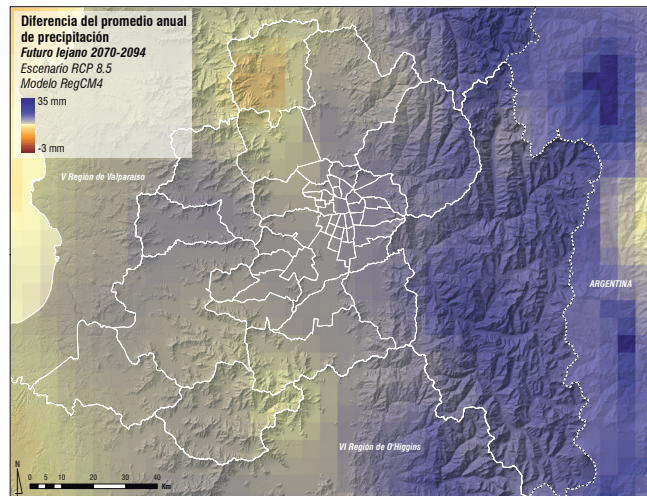 Diferencia del promedio anual
de precipitación
Futuro lejano 2070-2094
Escenario RCP 8.5
Modelo RegCM4
35 mm
-3 mm
V Región de Valparaíso
ARGENTINA
VI Región de O'Higgins
N
0 5 10 20 30 40
Km